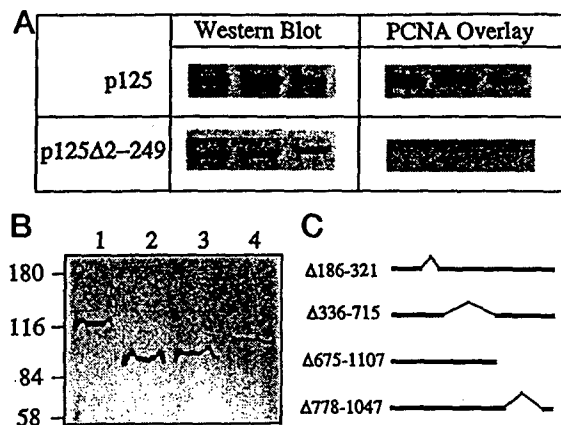 A
Western Blot PCNA Overlay
p125
p125Δ2–249
B
1 2 3 4
180
116
84
58
C
Δ186-321
Δ336-715
Δ675-1107
Δ778-1047